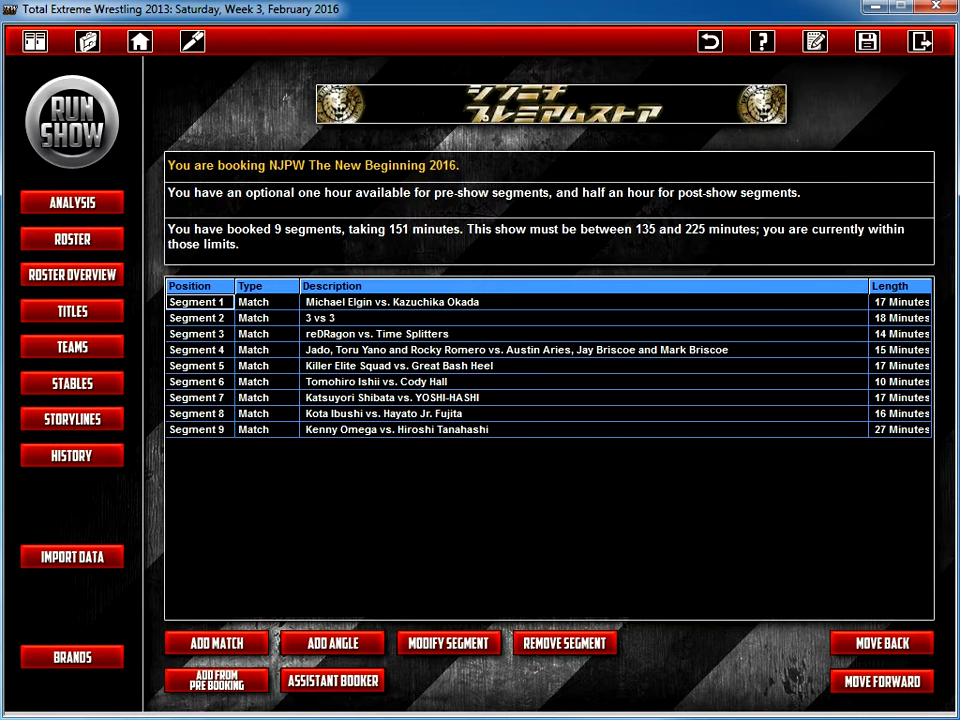 Total Extreme Wrestling 2013: Saturday, Week 3, February 2016
RUN
SHOW
プレミアムストア
You are booking NJPW The New Beginning 2016.
You have an optional one hour available for pre-show segments, and half an hour for post-show segments.
You have booked 9 segments, taking 151 minutes. This show must be between 135 and 225 minutes; you are currently within
those limits.
ANALYSIS
ROSTER
ROSTER OVERVIEW
TITLES
TEAMS
STABLES
STORYLINES
HISTORY
IMPORT DATA
BRANDS
Position Type Description Length
Segment 1 Match Michael Elgin vs. Kazuchika Okada 17 Minutes
Segment 2 Match 3 vs 3 18 Minutes
Segment 3 Match reDRagon vs. Time Splitters 14 Minutes
Segment 4 Match Jado, Toru Yano and Rocky Romero vs. Austin Aries, Jay Briscoe and Mark Briscoe 15 Minutes
Segment 5 Match Killer Elite Squad vs. Great Bash Heel 17 Minutes
Segment 6 Match Tomohiro Ishii vs. Cody Hall 10 Minutes
Segment 7 Match Katsuyori Shibata vs. YOSHI-HASHI 17 Minutes
Segment 8 Match Kota Ibushi vs. Hayato Jr. Fujita 16 Minutes
Segment 9 Match Kenny Omega vs. Hiroshi Tanahashi 27 Minutes
ADD MATCH ADD ANGLE MODIFY SEGMENT REMOVE SEGMENT MOVE BACK
ADD FROM
PRE BOOKING
ASSISTANT BOOKER MOVE FORWARD